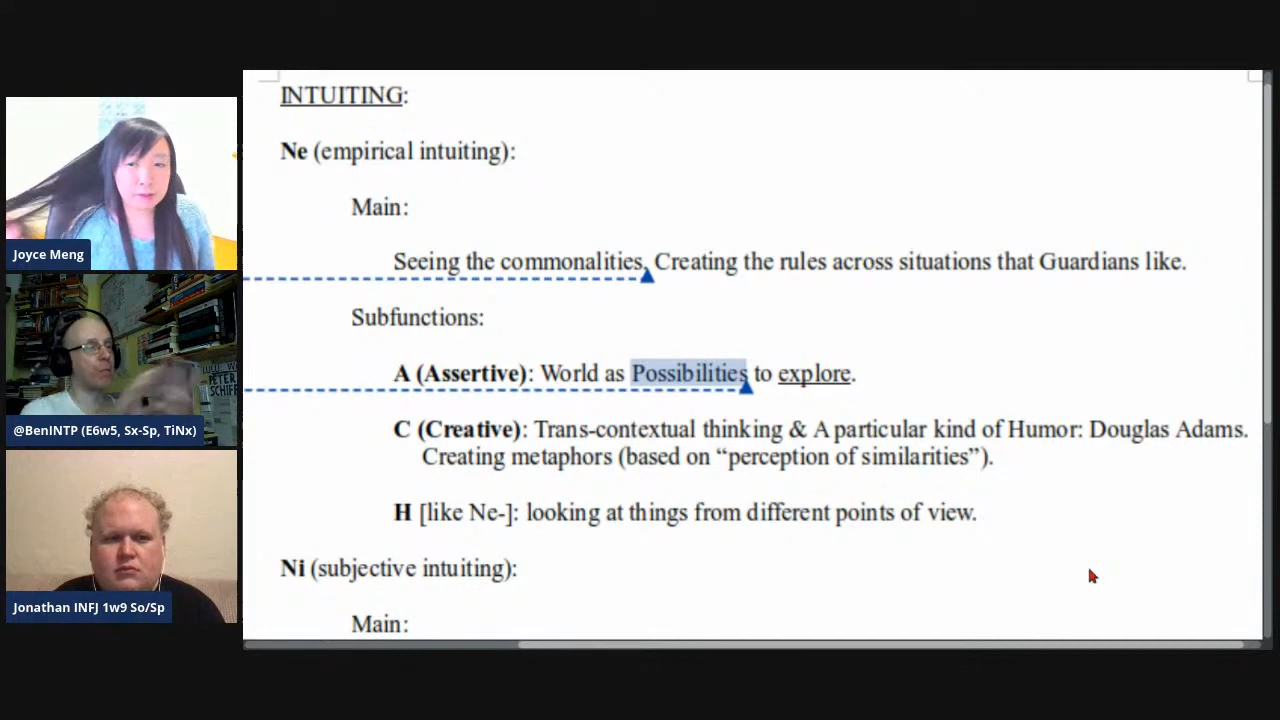 INTUITING:
Ne (empirical intuiting):
Main:
Seeing the commonalities. Creating the rules across situations that Guardians like.
Subfunctions:
A (Assertive): World as Possibilities to explore.
C (Creative): Trans-contextual thinking & A particular kind of Humor: Douglas Adams.
Creating metaphors (based on “perception of similarities”).
H [like Ne-]: looking at things from different points of view.
Ni (subjective intuiting):
Main:
Joyce Meng
LULU W
PETER
SCHIFF
@BenINTP (E6w5, Sx-Sp, TiNx)
Jonathan INFJ 1w9 So/Sp